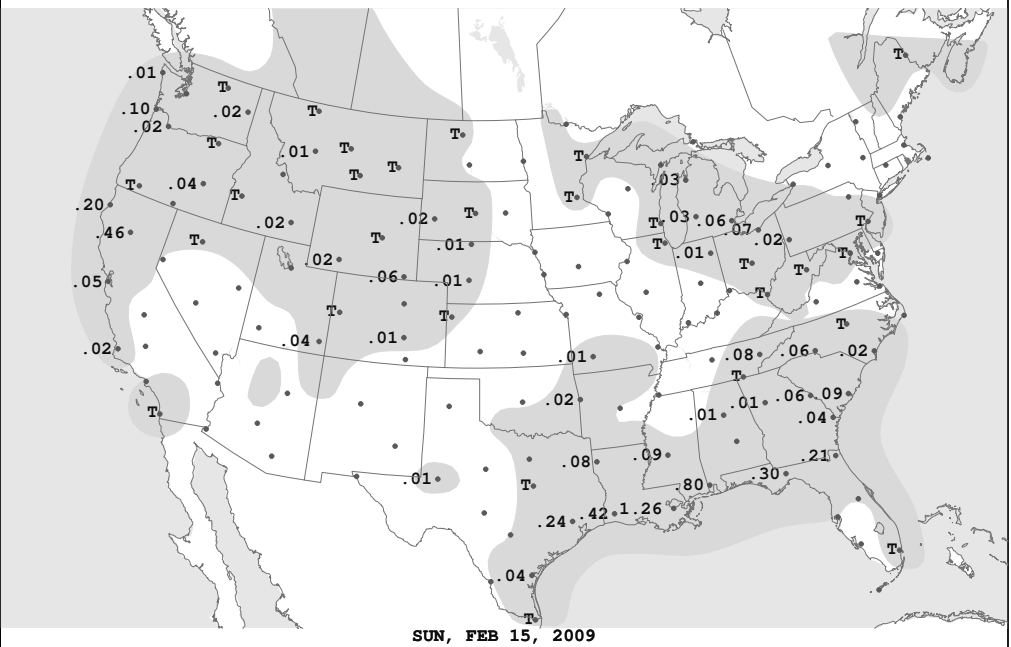 T
.01
T
.10 .02 T
.02 T
T
.01 T
T T
.03
T .04 T T
.20 .02 T .03 .06
.02 T T
.46 .07
T T .01 T .02
.01 T
.02 T T
.05 .06 .01 T
T T T
.02 .04 .01 .08 .06 .02
.01
T
T .02 .01 .01 .06 .09
.04
.08 .09 .21
.01 T .80 .30
.24 .42 1.26
T
.04
T
SUN, FEB 15, 2009